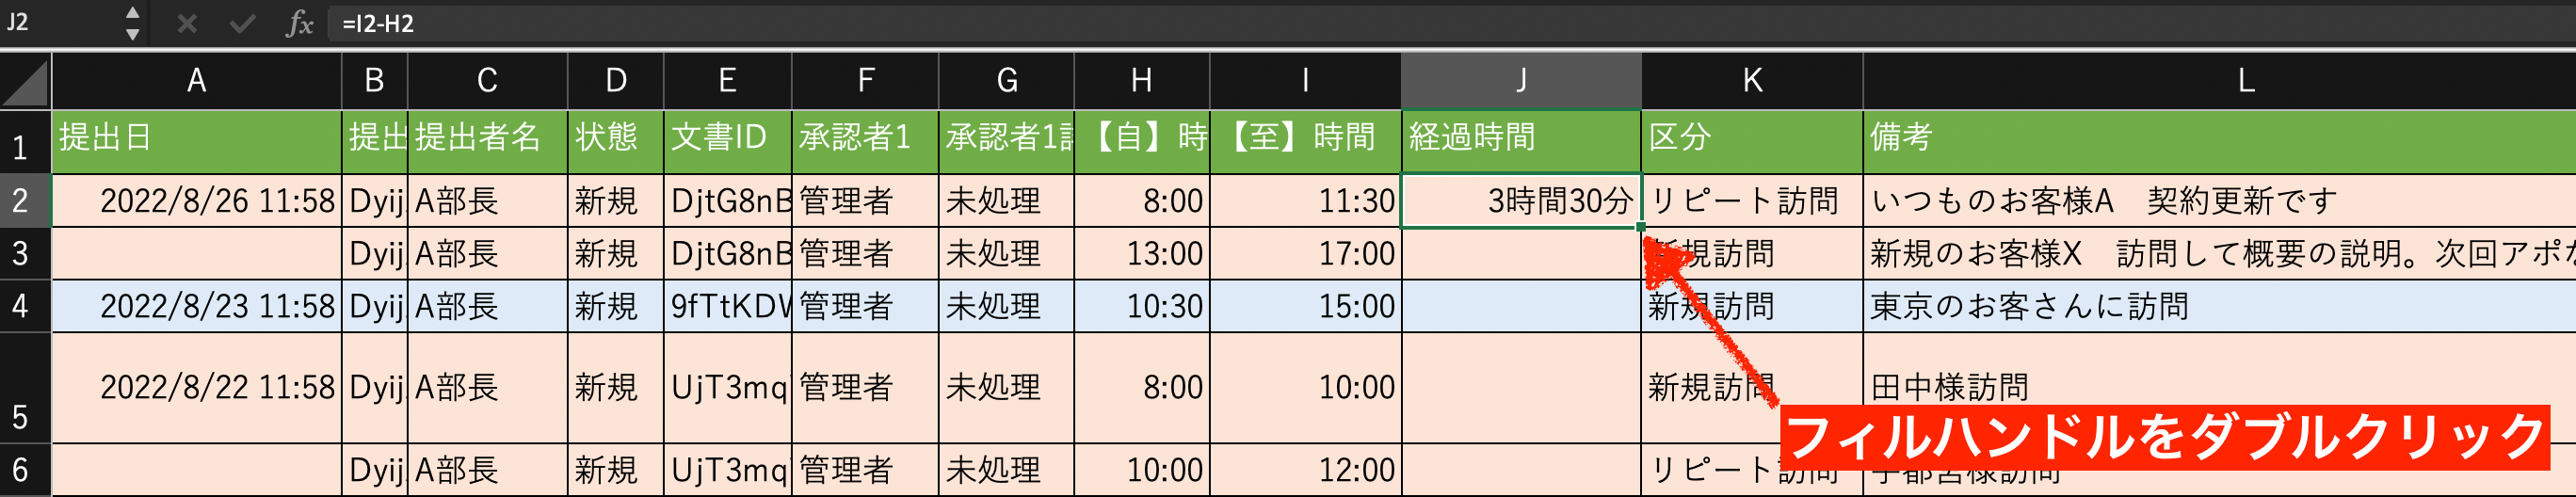 J2 fx =I2-H2
A B C D E F G H I J K L
1 提出日 提出 提出者名 状態 文書ID 承認者1 承認者1 【自】時 【至】時間 経過時間 区分 備考
2 2022/8/26 11:58 Dyij A部長 新規 DjtG8nB 管理者 未処理 8:00 11:30 3時間30分 リピート訪問 いつものお客様A 契約更新です
3 Dyij A部長 新規 DjtG8nB 管理者 未処理 13:00 17:00 新規訪問 新規のお客様X 訪問して概要の説明。次回アポな
4 2022/8/23 11:58 Dyij A部長 新規 9fTtKDV 管理者 未処理 10:30 15:00 新規訪問 東京のお客さんに訪問
5 2022/8/22 11:58 Dyij A部長 新規 UjT3mq 管理者 未処理 8:00 10:00 新規訪問 田中様訪問
フィルハンドルをダブルクリック
6 Dyij A部長 新規 UjT3mq 管理者 未処理 10:00 12:00 リピート訪問 宇都宮様訪問